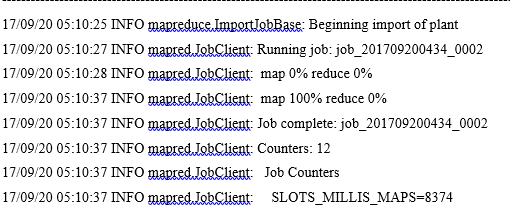 17/09/20 05:10:25 INFO mapreduce.ImportJobBase: Beginning import of plant
17/09/20 05:10:27 INFO mapred.JobClient: Running job: job_201709200434_0002
17/09/20 05:10:28 INFO mapred.JobClient:  map 0% reduce 0%
17/09/20 05:10:37 INFO mapred.JobClient:  map 100% reduce 0%
17/09/20 05:10:37 INFO mapred.JobClient: Job complete: job_201709200434_0002
17/09/20 05:10:37 INFO mapred.JobClient: Counters: 12
17/09/20 05:10:37 INFO mapred.JobClient:   Job Counters
17/09/20 05:10:37 INFO mapred.JobClient:     SLOTS_MILLIS_MAPS=8374